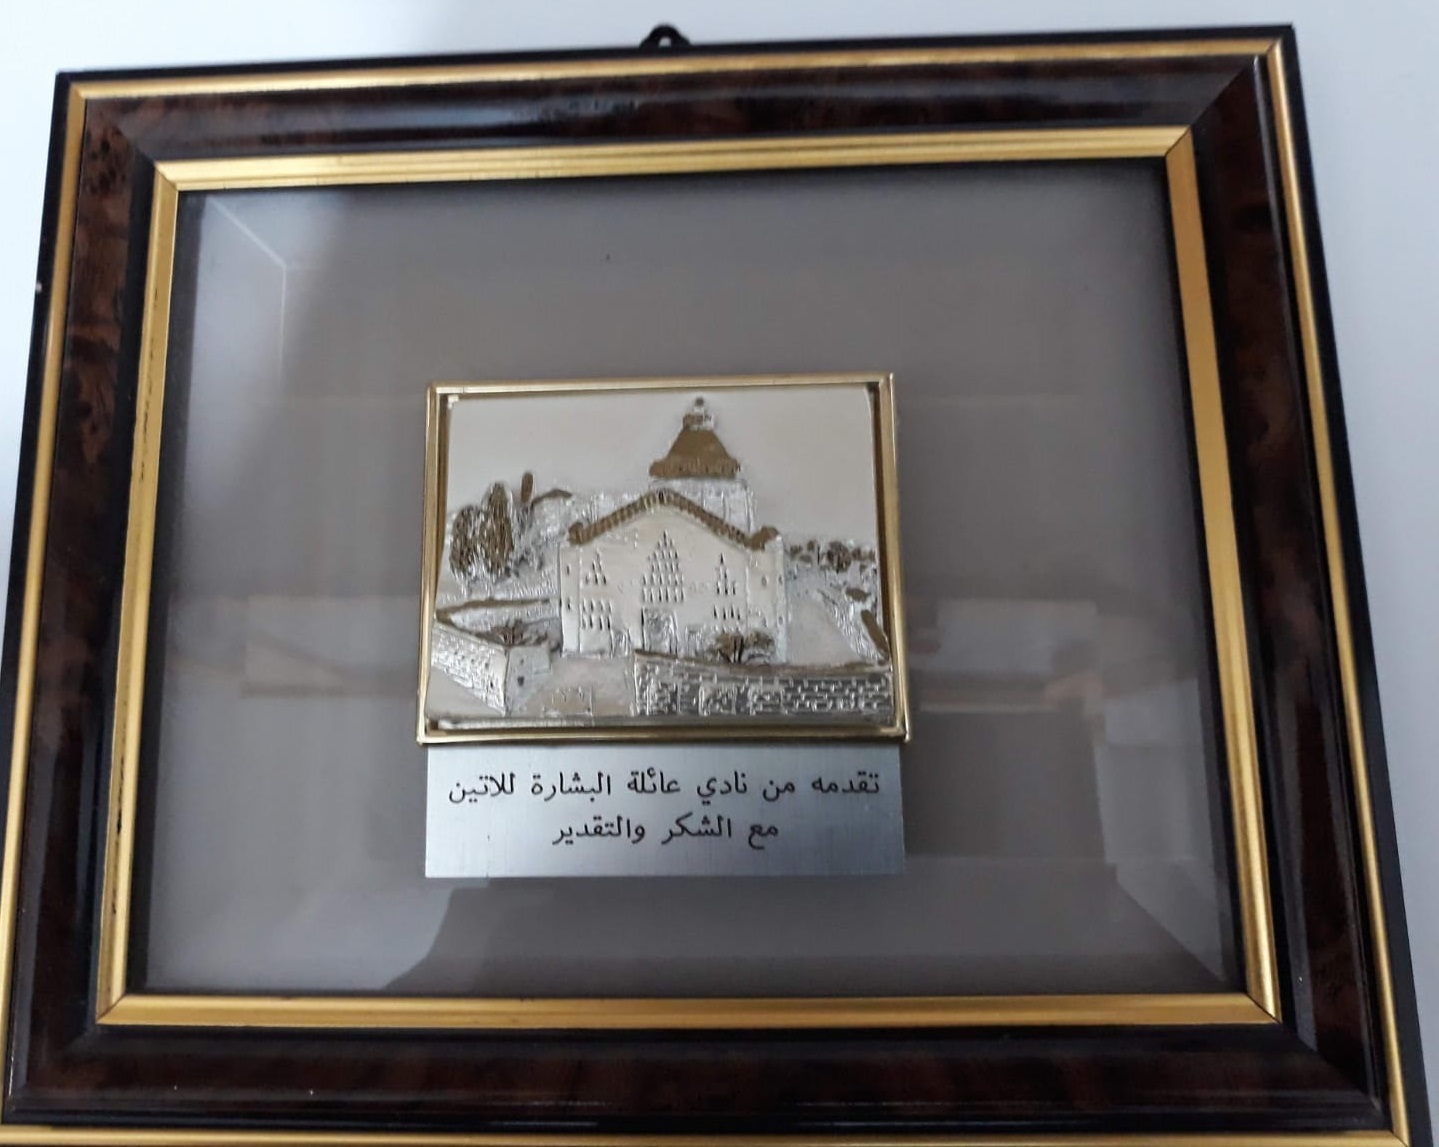 تقدمه من نادي عائلة البشارة للاتين
مع الشكر والتقدير